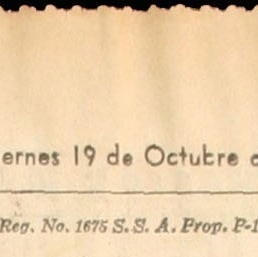 ernes 19 de Octubre
Reg. No. 1675 S. S. A. Prop. P-1